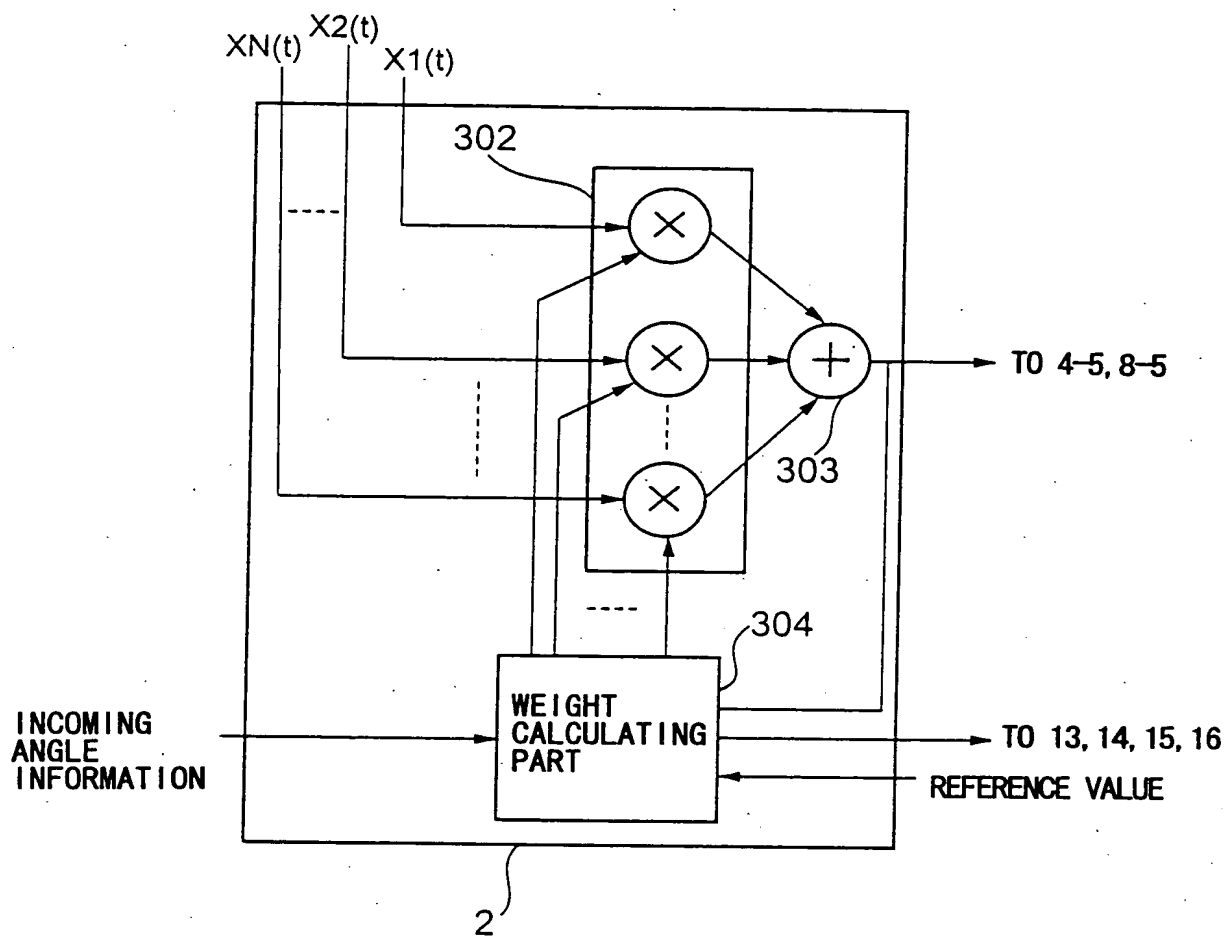 XN(t)
X2(t)
X1(t)
302
×
×
×
+
303
TO 4-5, 8-5
304
WEIGHT
CALCULATING
PART
INCOMING
ANGLE
INFORMATION
TO 13, 14, 15, 16
REFERENCE VALUE
2